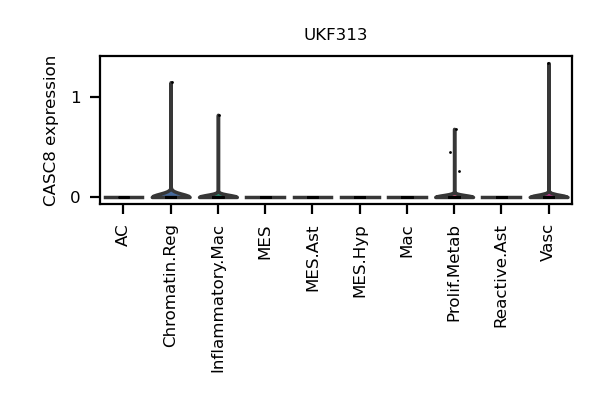 UKF313
CASC8 expression
1
0
AC
Chromatin.Reg
Inflammatory.Mac
MES
MES.Ast
MES.Hyp
Mac
Prolif.Metab
Reactive.Ast
Vasc